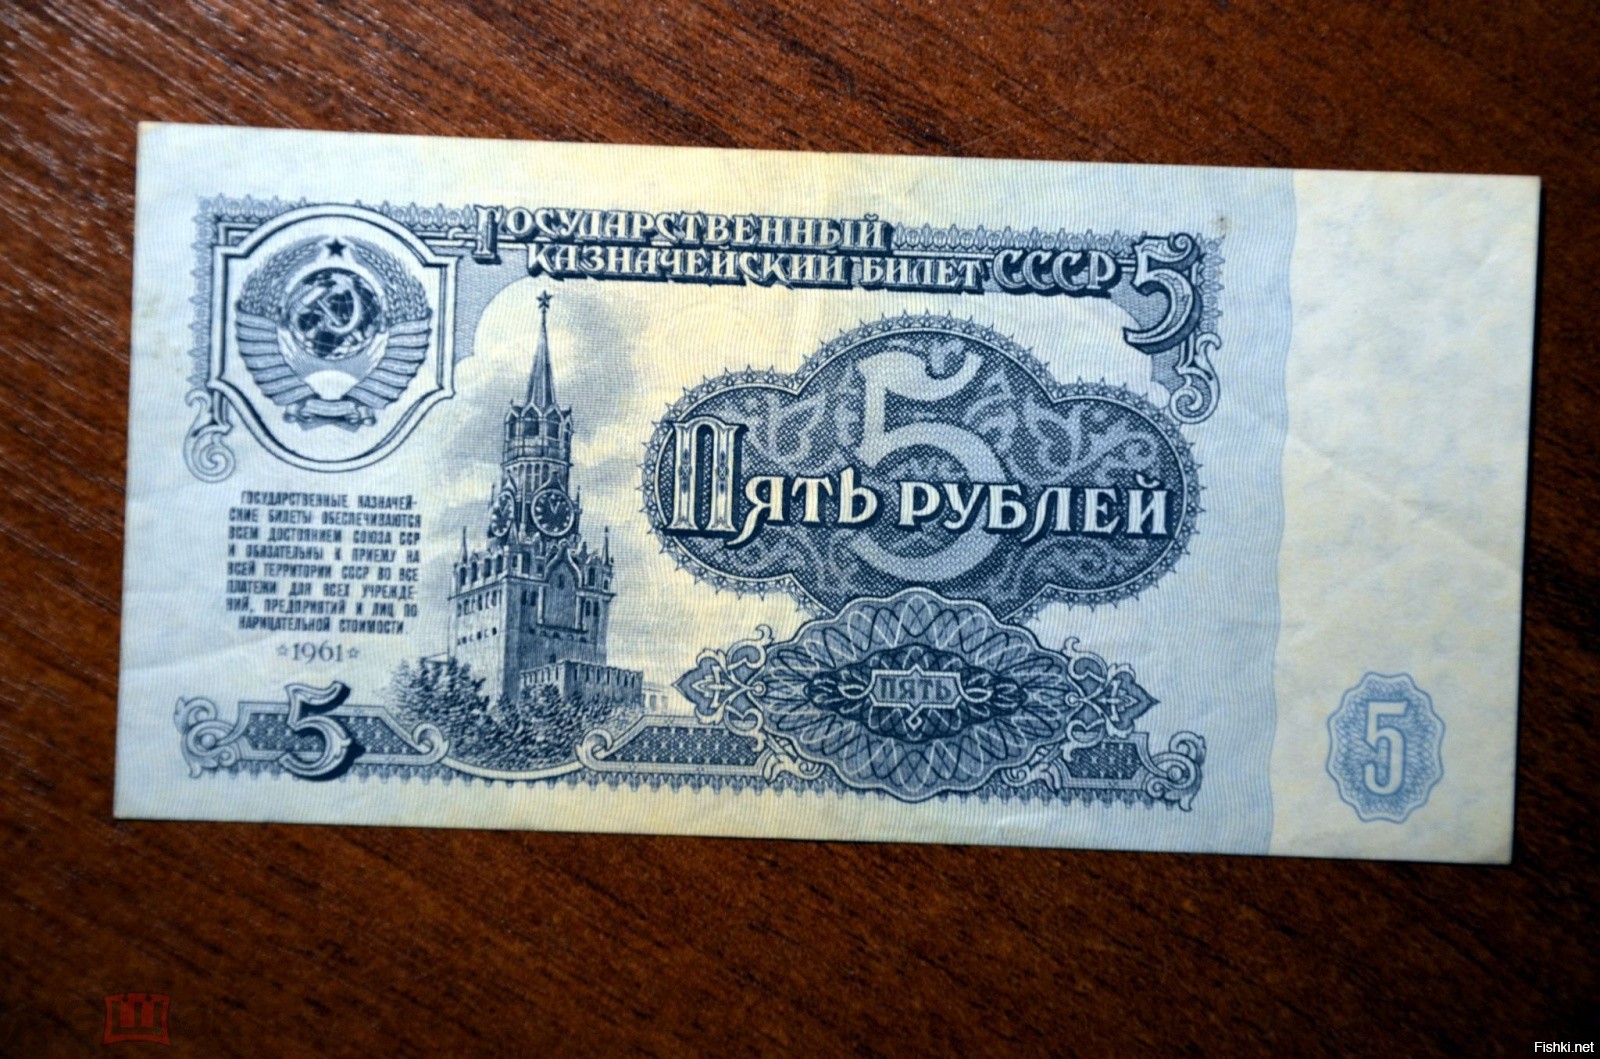 ГОСУДАРСТВЕННЫЙ
КАЗНАЧЕЙСКИЙ БИЛЕТ СССР 5
5
ПЯТЬ РУБЛЕЙ
ГОСУДАРСТВЕННЫЕ КАЗНАЧЕЙ-
СКИЕ БИЛЕТЫ ОБЕСПЕЧИВАЮТСЯ
ВСЕМ ДОСТОЯНИЕМ СОЮЗА ССР
И ОБЯЗАТЕЛЬНЫ К ПРИЕМУ НА
ВСЕЙ ТЕРРИТОРИИ СССР ВО ВСЕ
ПЛАТЕЖИ ДЛЯ ВСЕХ УЧРЕЖДЕ-
НИЙ, ПРЕДПРИЯТИЙ И ЛИЦ ПО
НАРИЦАТЕЛЬНОЙ СТОИМОСТИ
☆1961☆
ПЯТЬ
5
5
Fishki.net